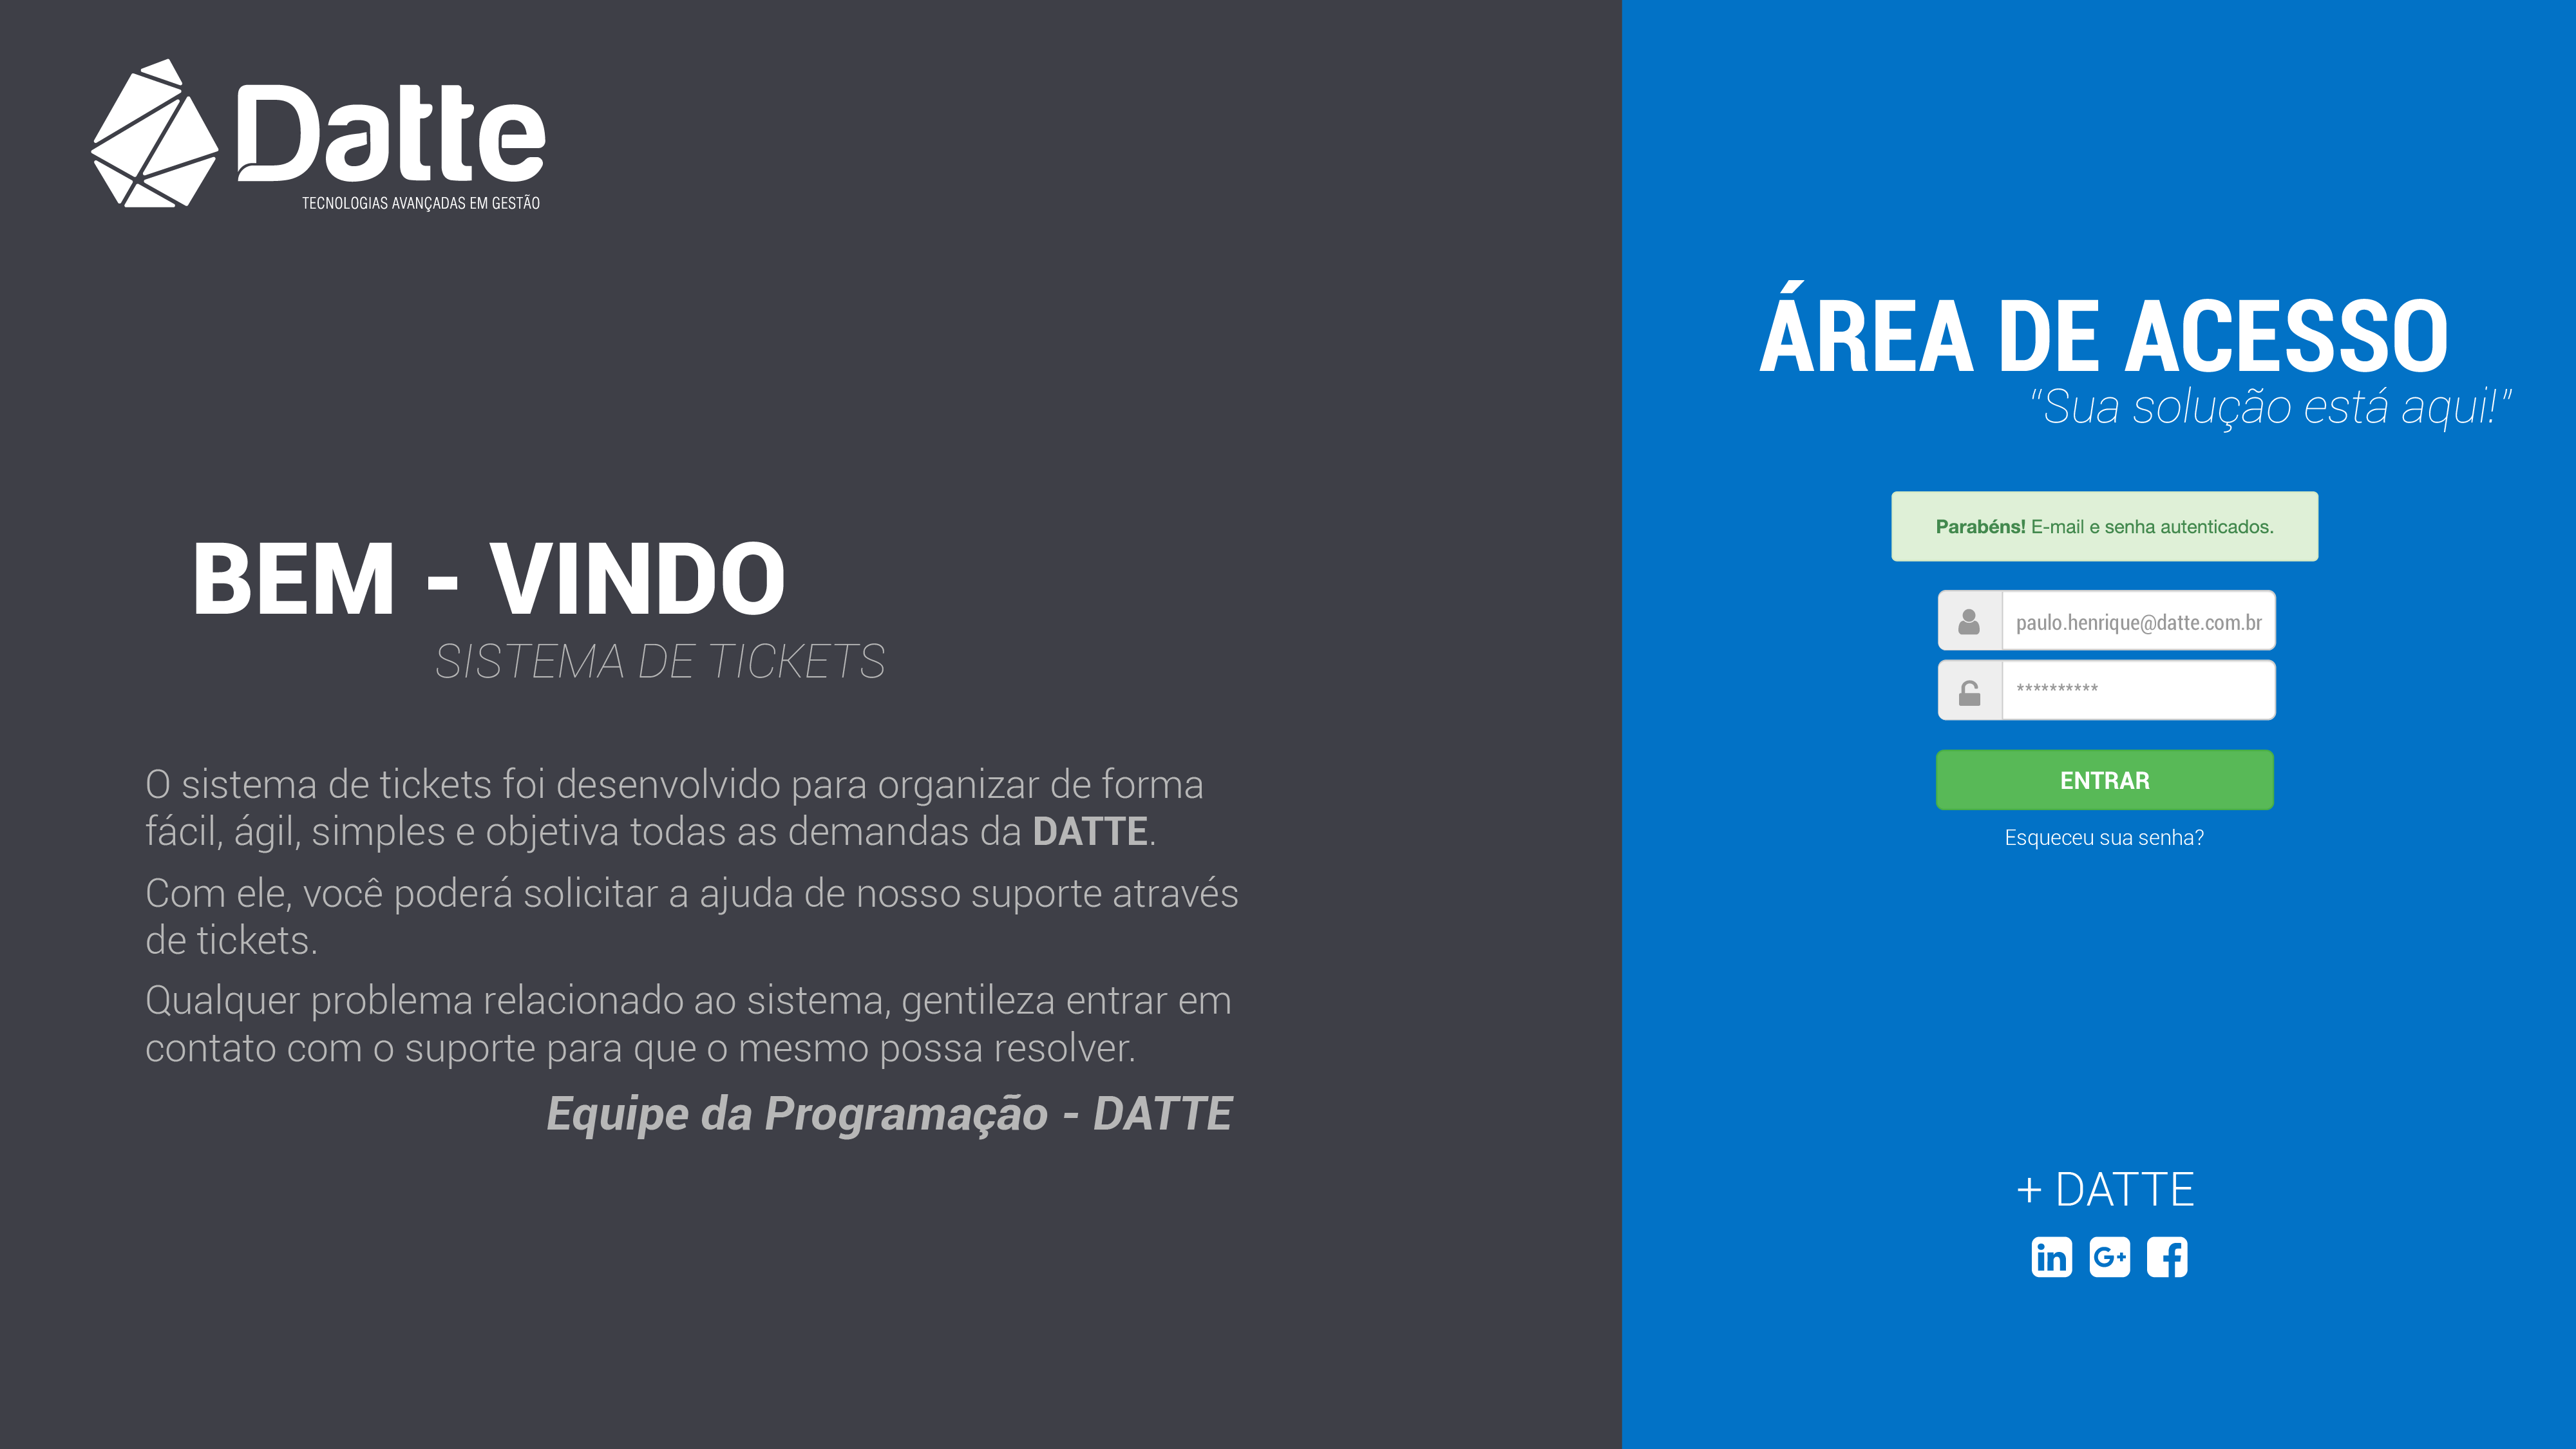 Datte
TECNOLOGIAS AVANÇADAS EM GESTÃO
BEM - VINDO
SISTEMA DE TICKETS
O sistema de tickets foi desenvolvido para organizar de forma
fácil, ágil, simples e objetiva todas as demandas da DATTE.
Com ele, você poderá solicitar a ajuda de nosso suporte através
de tickets.
Qualquer problema relacionado ao sistema, gentileza entrar em
contato com o suporte para que o mesmo possa resolver.
Equipe da Programação - DATTE
ÁREA DE ACESSO
“Sua solução está aqui!”
Parabéns! E-mail e senha autenticados.
paulo.henrique@datte.com.br
**********
ENTRAR
Esqueceu sua senha?
+ DATTE
in G+ f